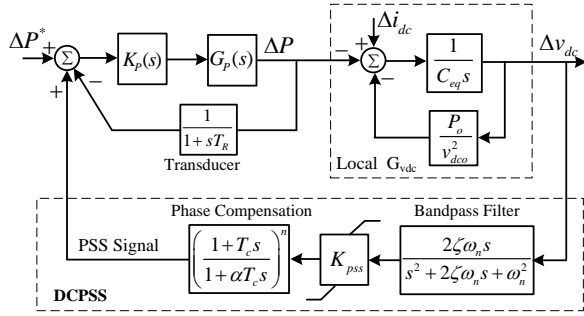 ΔP* + Σ − + K_P(s) G_P(s) ΔP
1 / (1 + sT_R)
Transducer
− Δi_dc + Σ − 1 / (C_eq s) Δv_dc
P_o / v_dco^2
Local G_vdc
Phase Compensation
Bandpass Filter
PSS Signal
((1 + T_c s) / (1 + αT_c s))^n
K_pss
2ζω_n s / (s^2 + 2ζω_n s + ω_n^2)
DCPSS